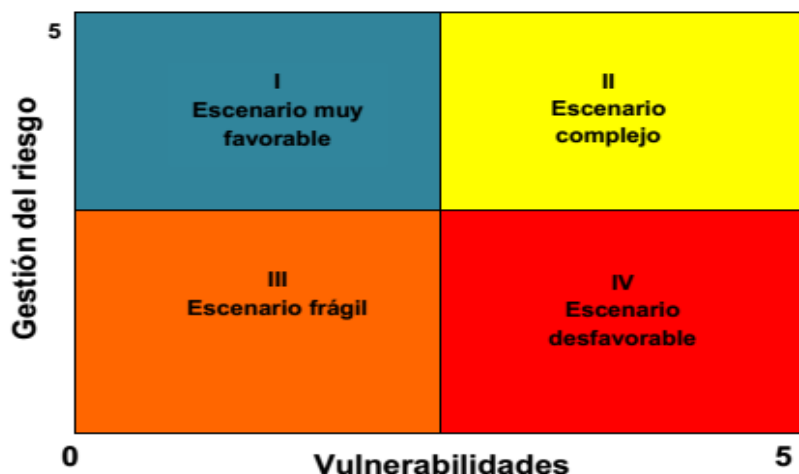 5
I
Escenario muy
favorable
II
Escenario
complejo
Gestión del riesgo
III
Escenario frágil
IV
Escenario
desfavorable
0
Vulnerabilidades
5